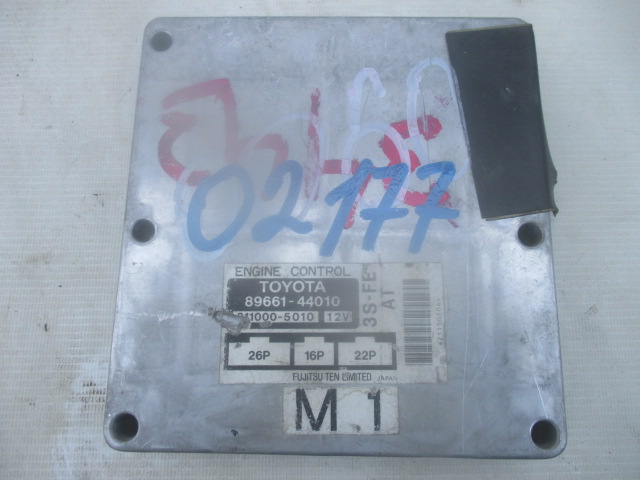 02177
ENGINE CONTROL
TOYOTA
89661-44010
211000-5010 12V
3S-FE
AT
26P 16P 22P
FUJITSU TEN LIMITED JAPAN
M 1